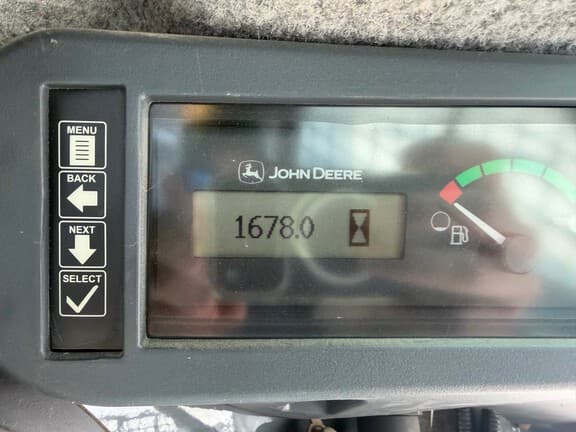 MENU
BACK
NEXT
SELECT
JOHN DEERE
1678.0